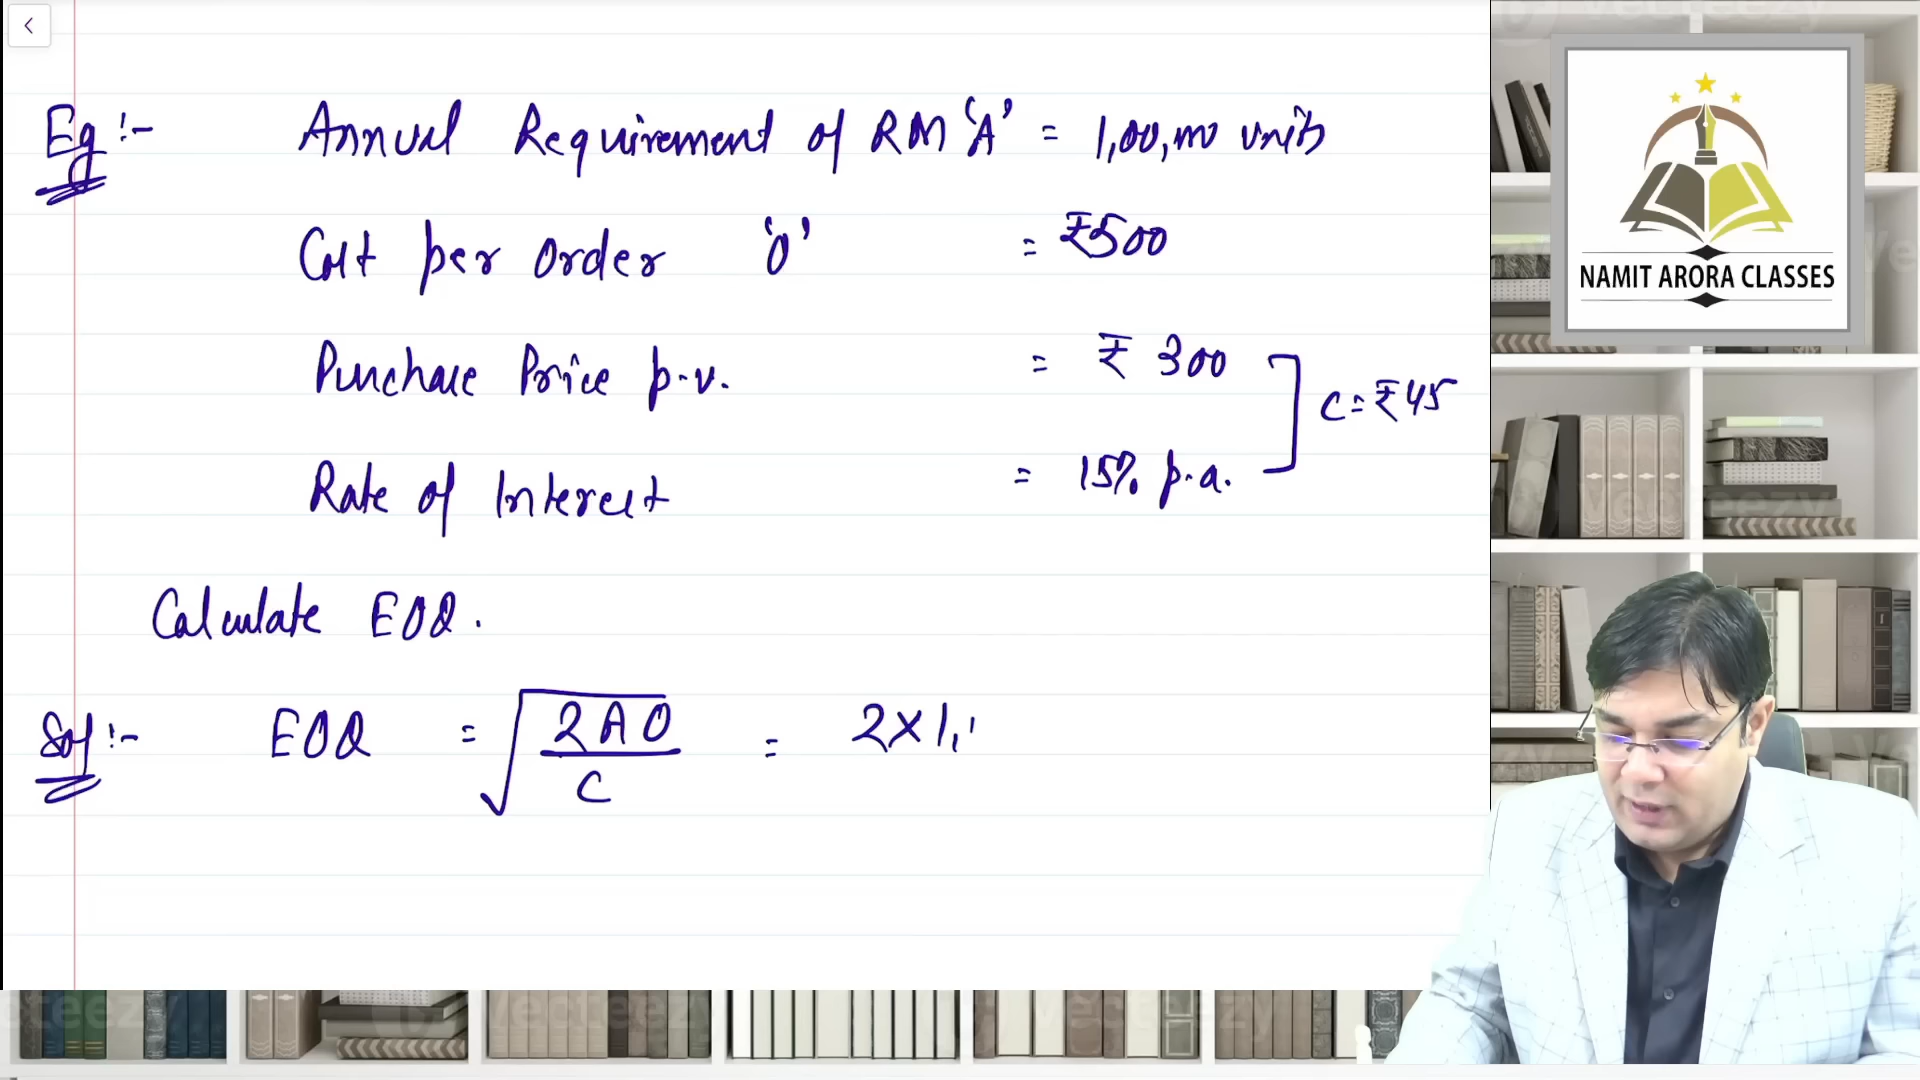 Eg:- Annual Requirement of RM 'A' = 1,00,000 units
Cost per order 'O' = ₹500
Purchase Price p.u. = ₹ 300
C = ₹45
Rate of Interest = 15% p.a.
Calculate EOQ.
Sol:- EOQ = √2AO/C = 2×1,
NAMIT ARORA CLASSES